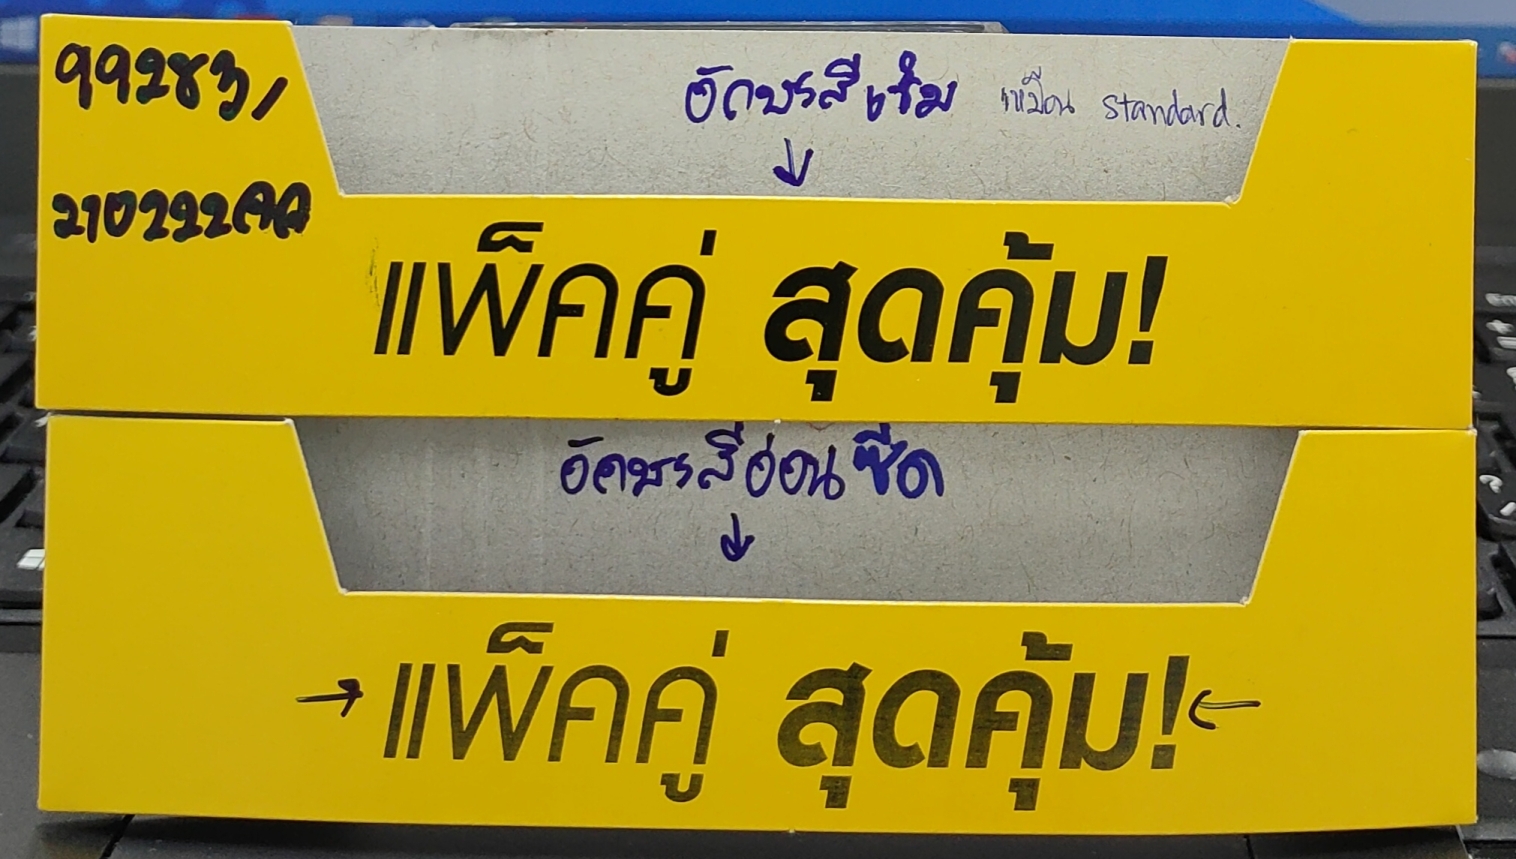 99283,
อักษรสีเข้ม เหมือน standard.
210222AA
แพ็คคู่ สุดคุ้ม!
อักษรสีอ่อน ซีด
แพ็คคู่ สุดคุ้ม!